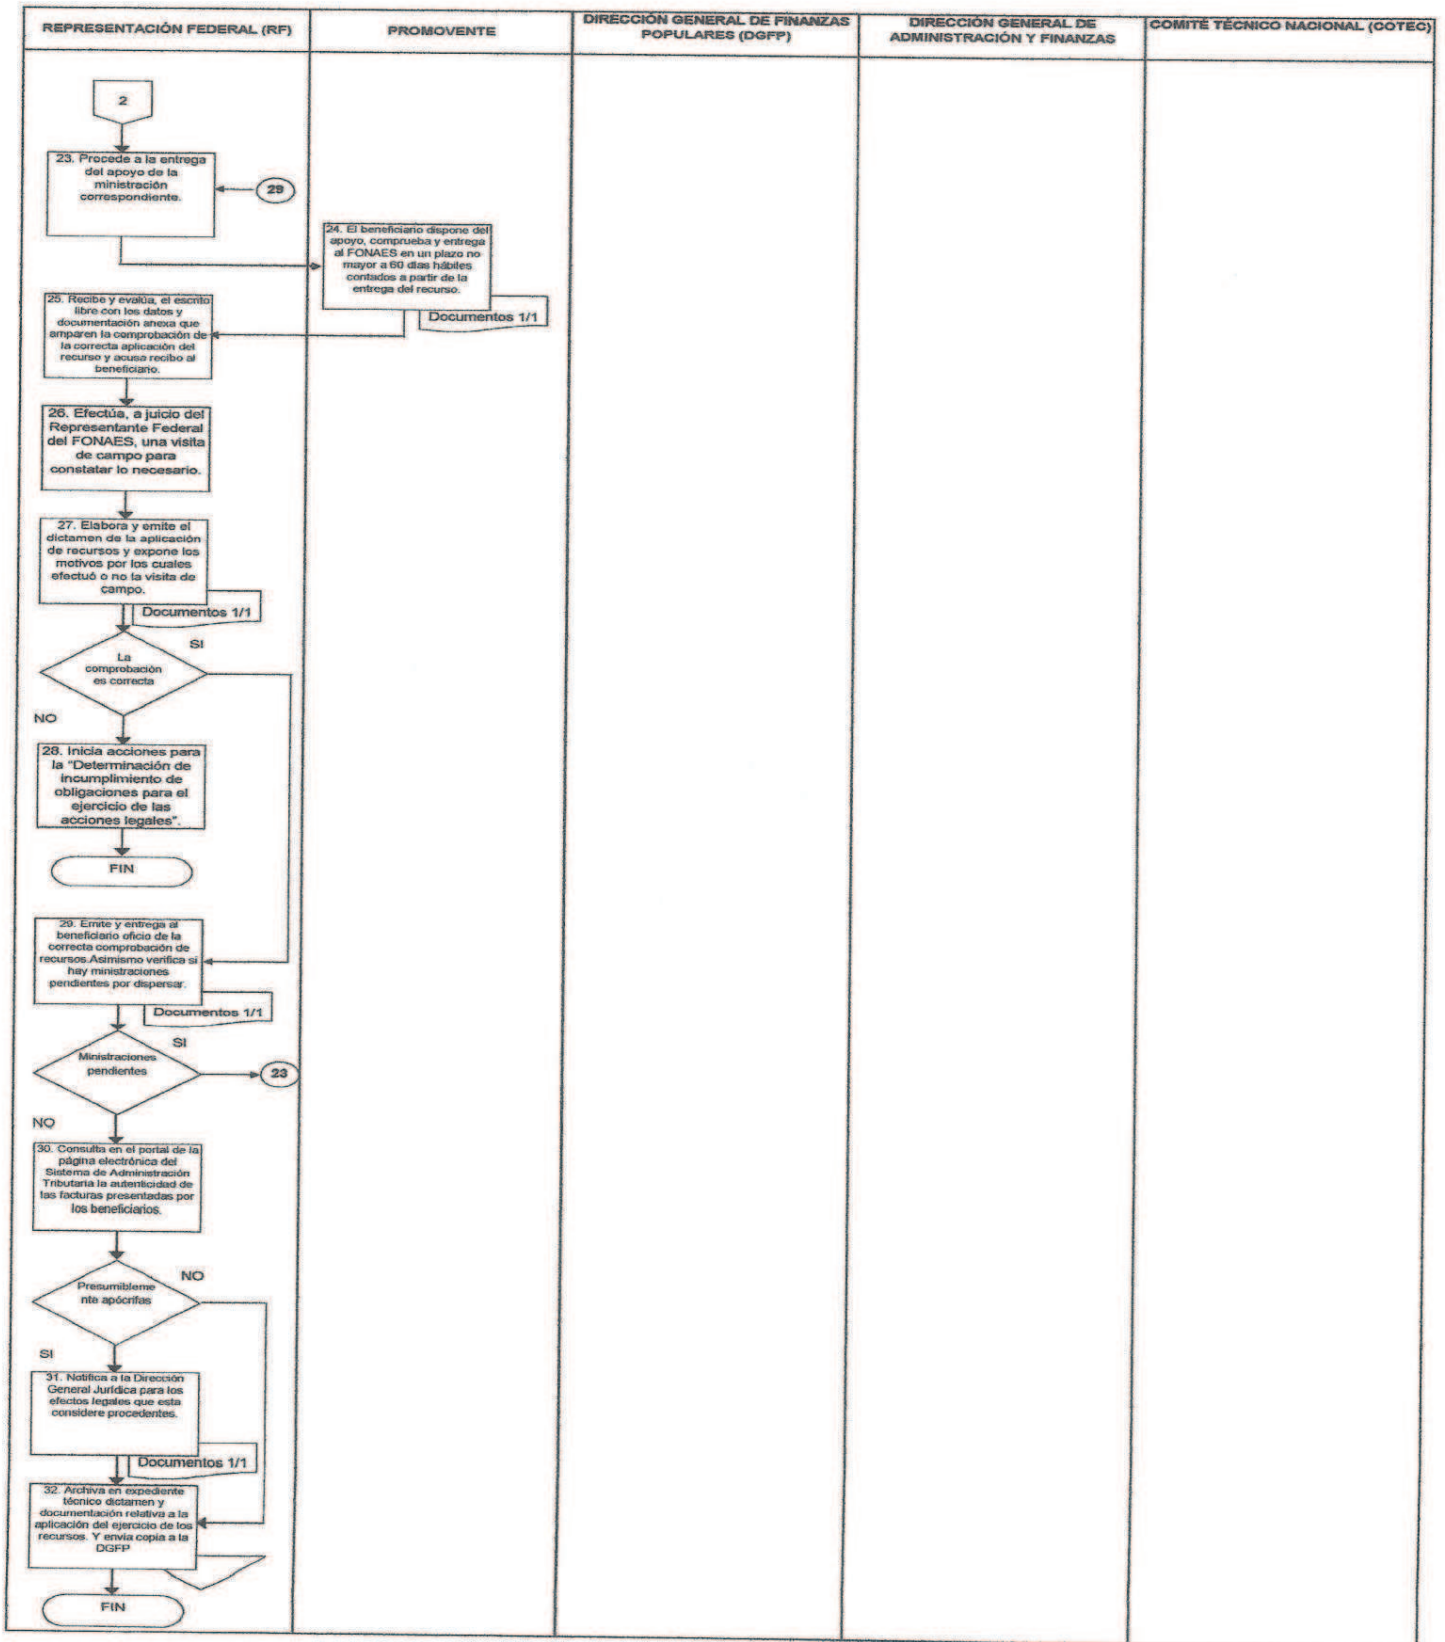 REPRESENTACIÓN FEDERAL (RF)
PROMOVENTE
DIRECCIÓN GENERAL DE FINANZAS
POPULARES (DGFP)
DIRECCIÓN GENERAL DE
ADMINISTRACIÓN Y FINANZAS
COMITÉ TÉCNICO NACIONAL (COTEC)
2
23. Procede a la entrega
del apoyo de la
ministración
correspondiente.
29
24. El beneficiario dispone del
apoyo, comprueba y entrega
al FONAES en un plazo no
mayor a 60 días hábiles
contados a partir de la
entrega del recurso.
Documentos 1/1
25. Recibe y evalúa, el escrito
libre con los datos y
documentación anexa que
amparen la comprobación de
la correcta aplicación del
recurso y acusa recibo al
beneficiario.
26. Efectúa, a juicio del
Representante Federal
del FONAES, una visita
de campo para
constatar lo necesario.
27. Elabora y emite el
dictamen de la aplicación
de recursos y expone los
motivos por los cuales
efectuó o no la visita de
campo.
Documentos 1/1
SI
La
comprobación
es correcta
NO
28. Inicia acciones para
la "Determinación de
incumplimiento de
obligaciones para el
ejercicio de las
acciones legales".
FIN
29. Emite y entrega al
beneficiario oficio de la
correcta comprobación de
recursos.Asimismo verifica si
hay ministraciones
pendientes por dispersar.
Documentos 1/1
SI
Ministraciones
pendientes
23
NO
30. Consulta en el portal de la
página electrónica del
Sistema de Administración
Tributaria la autenticidad de
las facturas presentadas por
los beneficiarios.
NO
Presumibleme
nte apócrifas
SI
31. Notifica a la Dirección
General Jurídica para los
efectos legales que esta
considere procedentes.
Documentos 1/1
32. Archiva en expediente
técnico dictamen y
documentación relativa a la
aplicación del ejercicio de los
recursos. Y envía copia a la
DGFP
FIN